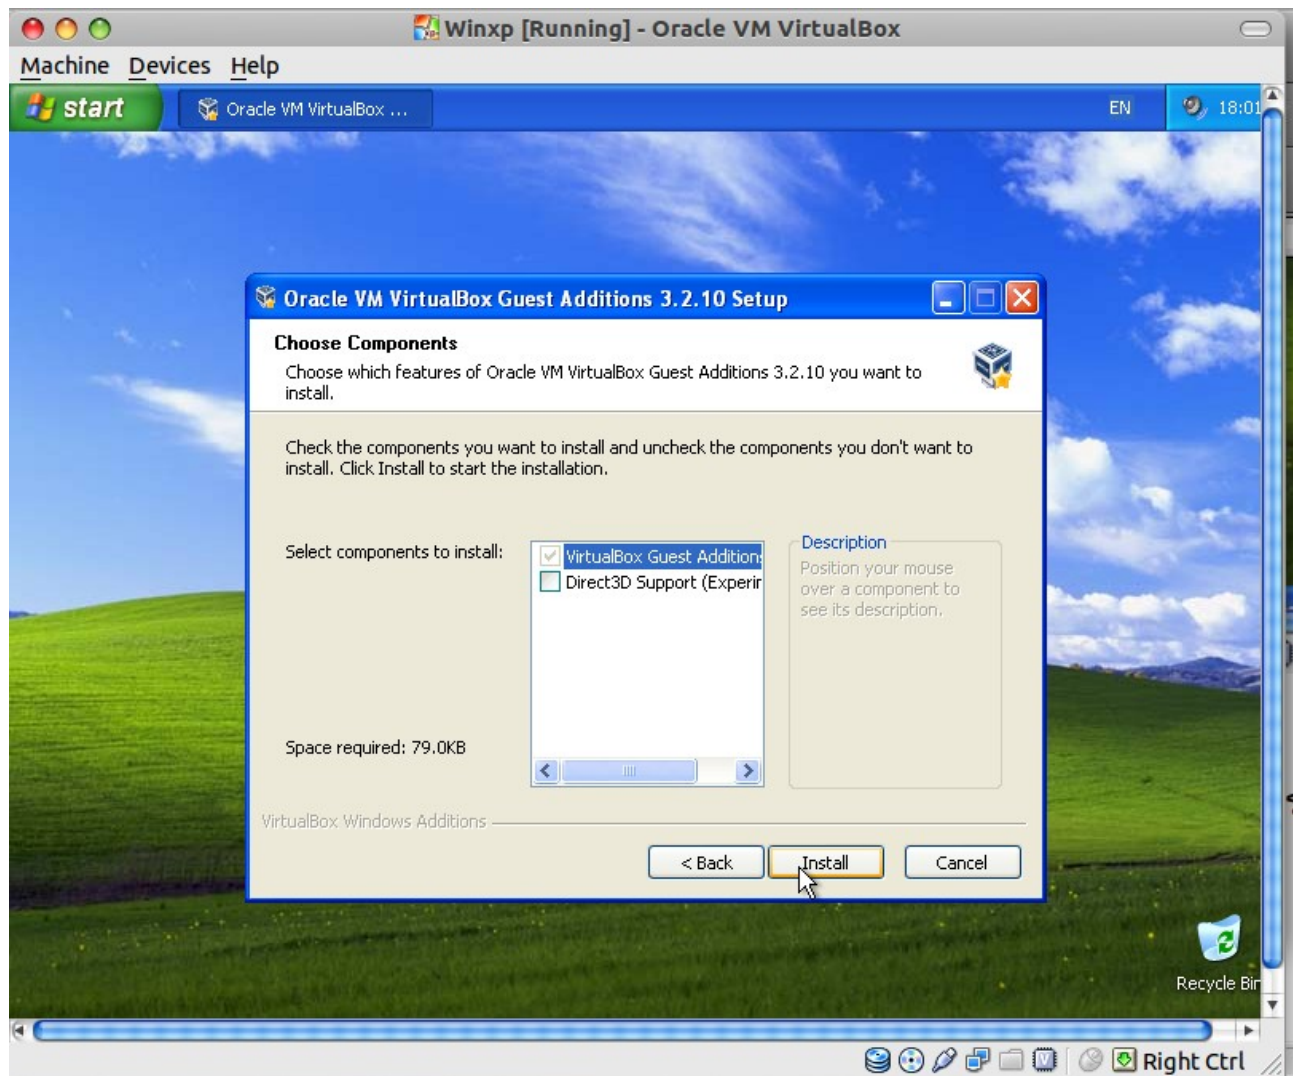 Winxp [Running] - Oracle VM VirtualBox
Machine Devices Help
start
Oracle VM VirtualBox ...
EN
18:01
Oracle VM VirtualBox Guest Additions 3.2.10 Setup
Choose Components
Choose which features of Oracle VM VirtualBox Guest Additions 3.2.10 you want to
install.
Check the components you want to install and uncheck the components you don't want to
install. Click Install to start the installation.
Select components to install:
VirtualBox Guest Additions
Direct3D Support (Experir
Description
Position your mouse
over a component to
see its description.
Space required: 79.0KB
VirtualBox Windows Additions
< Back
Install
Cancel
Recycle Bin
Right Ctrl